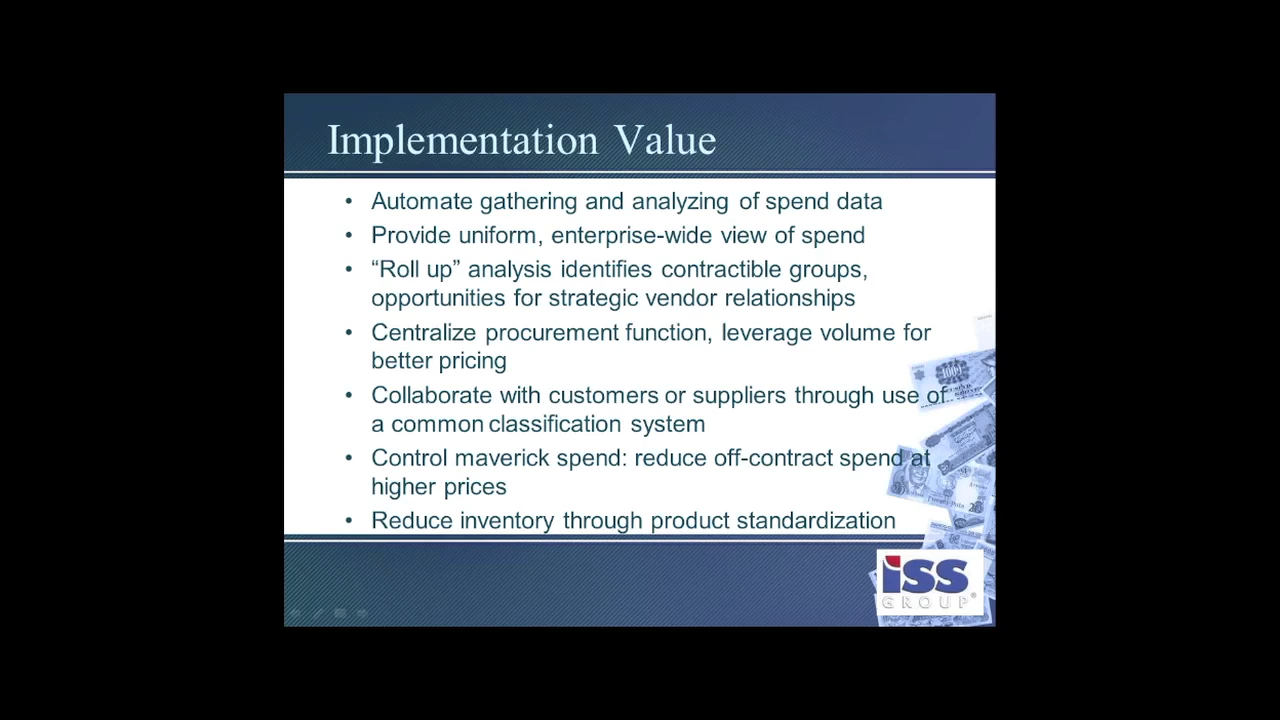 Implementation Value
• Automate gathering and analyzing of spend data
• Provide uniform, enterprise-wide view of spend
• “Roll up” analysis identifies contractible groups,
opportunities for strategic vendor relationships
• Centralize procurement function, leverage volume for
better pricing
• Collaborate with customers or suppliers through use of
a common classification system
• Control maverick spend: reduce off-contract spend at
higher prices
• Reduce inventory through product standardization
iSS
GROUP®